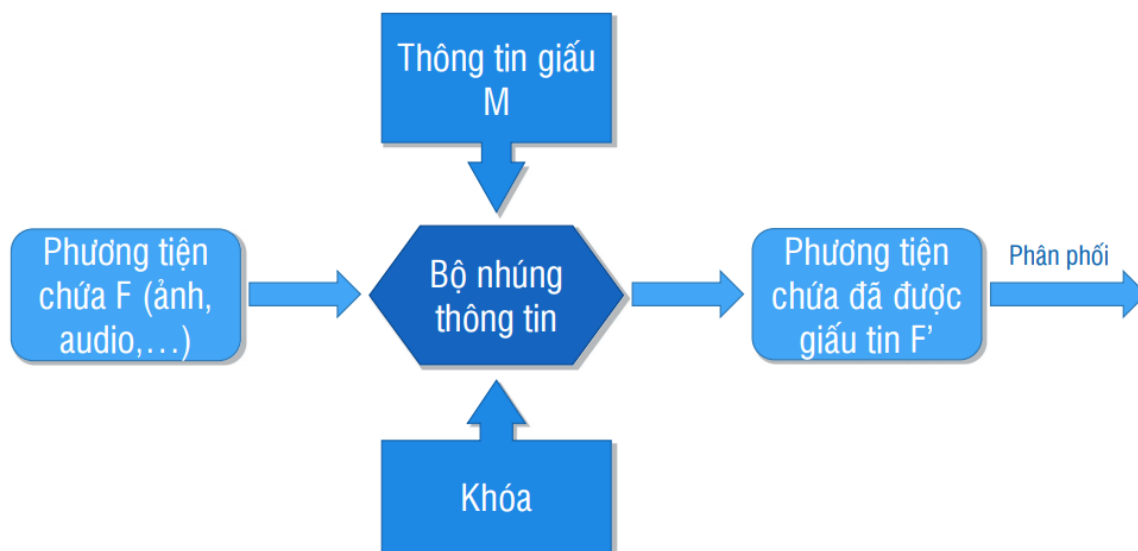 Thông tin giấu
M
Phương tiện
chứa F (ảnh,
audio,...)
Bộ nhúng
thông tin
Phương tiện
chứa đã được
giấu tin F’
Phân phối
Khóa